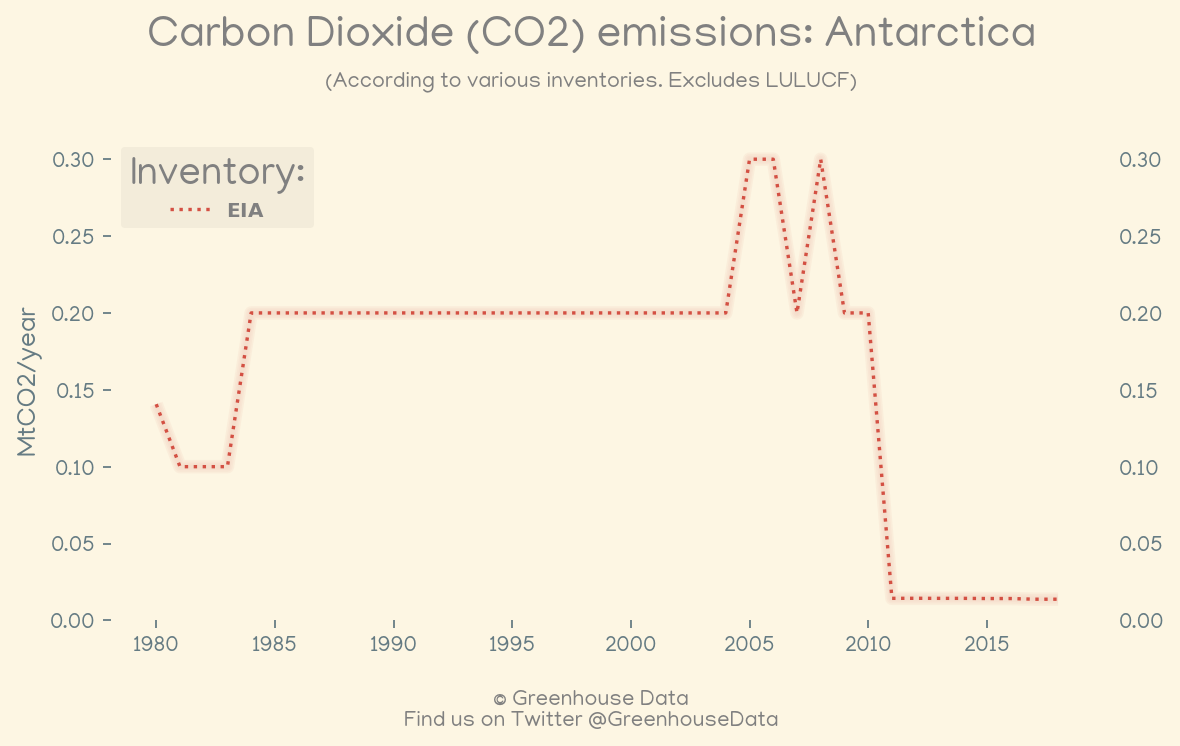 Carbon Dioxide (CO2) emissions: Antarctica
(According to various inventories. Excludes LULUCF)
Inventory:
EIA
MtCO2/year
0.30 0.30
0.25 0.25
0.20 0.20
0.15 0.15
0.10 0.10
0.05 0.05
0.00 0.00
1980 1985 1990 1995 2000 2005 2010 2015
© Greenhouse Data
Find us on Twitter @GreenhouseData